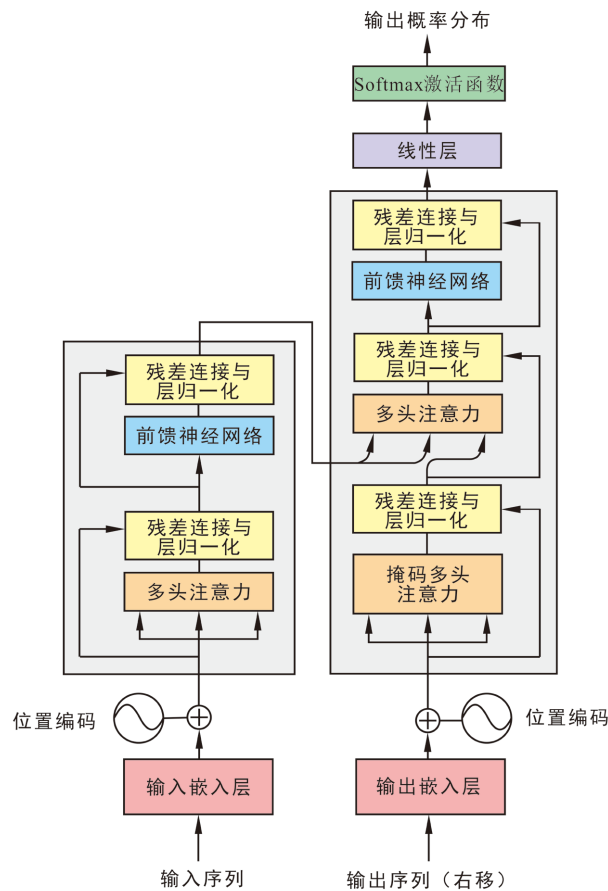 输出概率分布
Softmax激活函数
线性层
残差连接与
层归一化
前馈神经网络
残差连接与
层归一化
多头注意力
残差连接与
层归一化
掩码多头
注意力
残差连接与
层归一化
前馈神经网络
残差连接与
层归一化
多头注意力
位置编码
位置编码
输入嵌入层
输出嵌入层
输入序列
输出序列（右移）